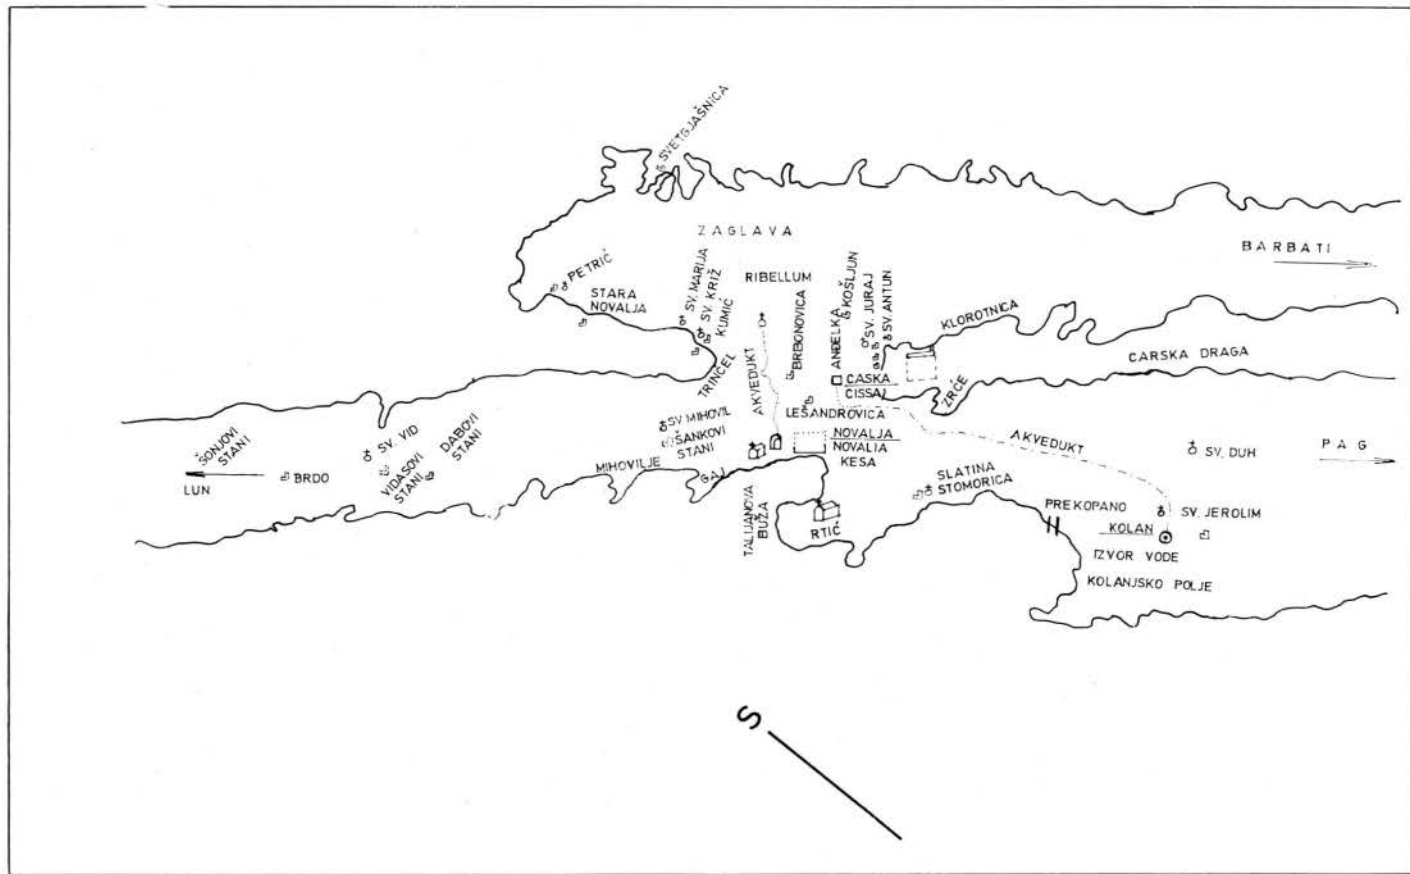 SVETGJAŠNICA
ZAGLAVA
BARBATI
PETRIĆ
STARA
NOVALJA
SV. MARIJA
SV. KRIŽ
KUMIĆ
TRINCEL
RIBELLUM
AKVEDUKT
BRBONOVICA
KOŠLJUN
ANĐELKA
SV. JURAJ
SV. ANTUN
KLOROTNICA
CARSKA DRAGA
CASKA
CISSA
ZRĆE
LEŠANDROVICA
NOVALJA
NOVALIA
KESA
AKVEDUKT
SV. DUH
PAG
ŠONJOVI
STANI
LUN
BRDO
SV. VID
VIDASOVI
STANI
DABOVI
STANI
SV MIHOVIL
ŠANKOVI
STANI
MIHOVILJE
GAJ
TALIJANOVA
BUŽA
RTIĆ
SLATINA
STOMORICA
PREKOPANO
SV. JEROLIM
KOLAN
IZVOR VODE
KOLANJSKO POLJE
S